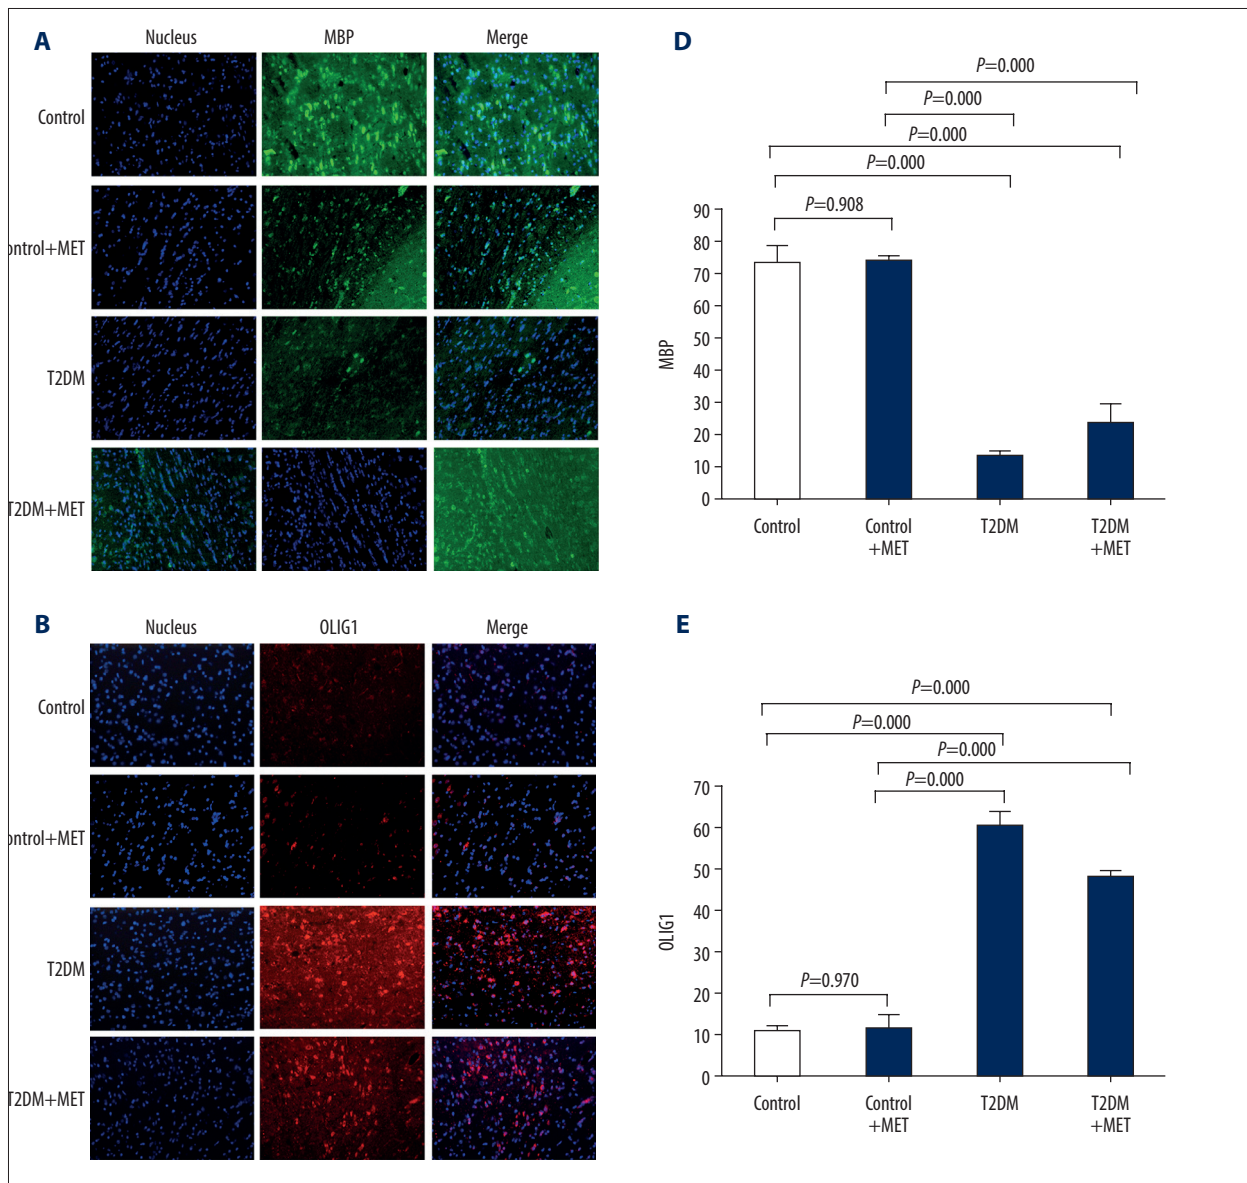 A
Nucleus MBP Merge
Control
ontrol+MET
T2DM
T2DM+MET
B
Nucleus OLIG1 Merge
Control
ontrol+MET
T2DM
T2DM+MET
D
P=0.000
P=0.000
P=0.000
P=0.000
P=0.908
90
80
70
60
50
40
30
20
10
0
MBP
Control Control +MET T2DM T2DM +MET
E
P=0.000
P=0.000
P=0.000
P=0.000
P=0.970
70
60
50
40
30
20
10
0
OLIG1
Control Control +MET T2DM T2DM +MET